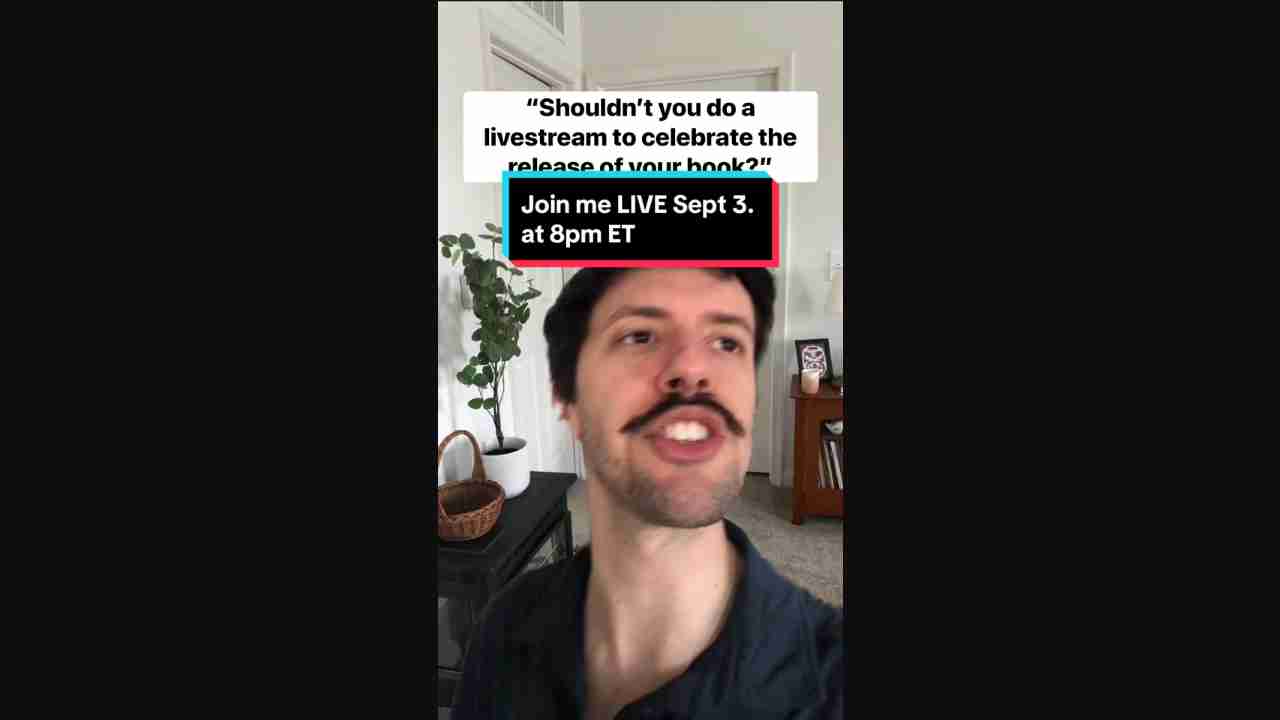 “Shouldn’t you do a
livestream to celebrate the
release of your book?”
Join me LIVE Sept 3.
at 8pm ET